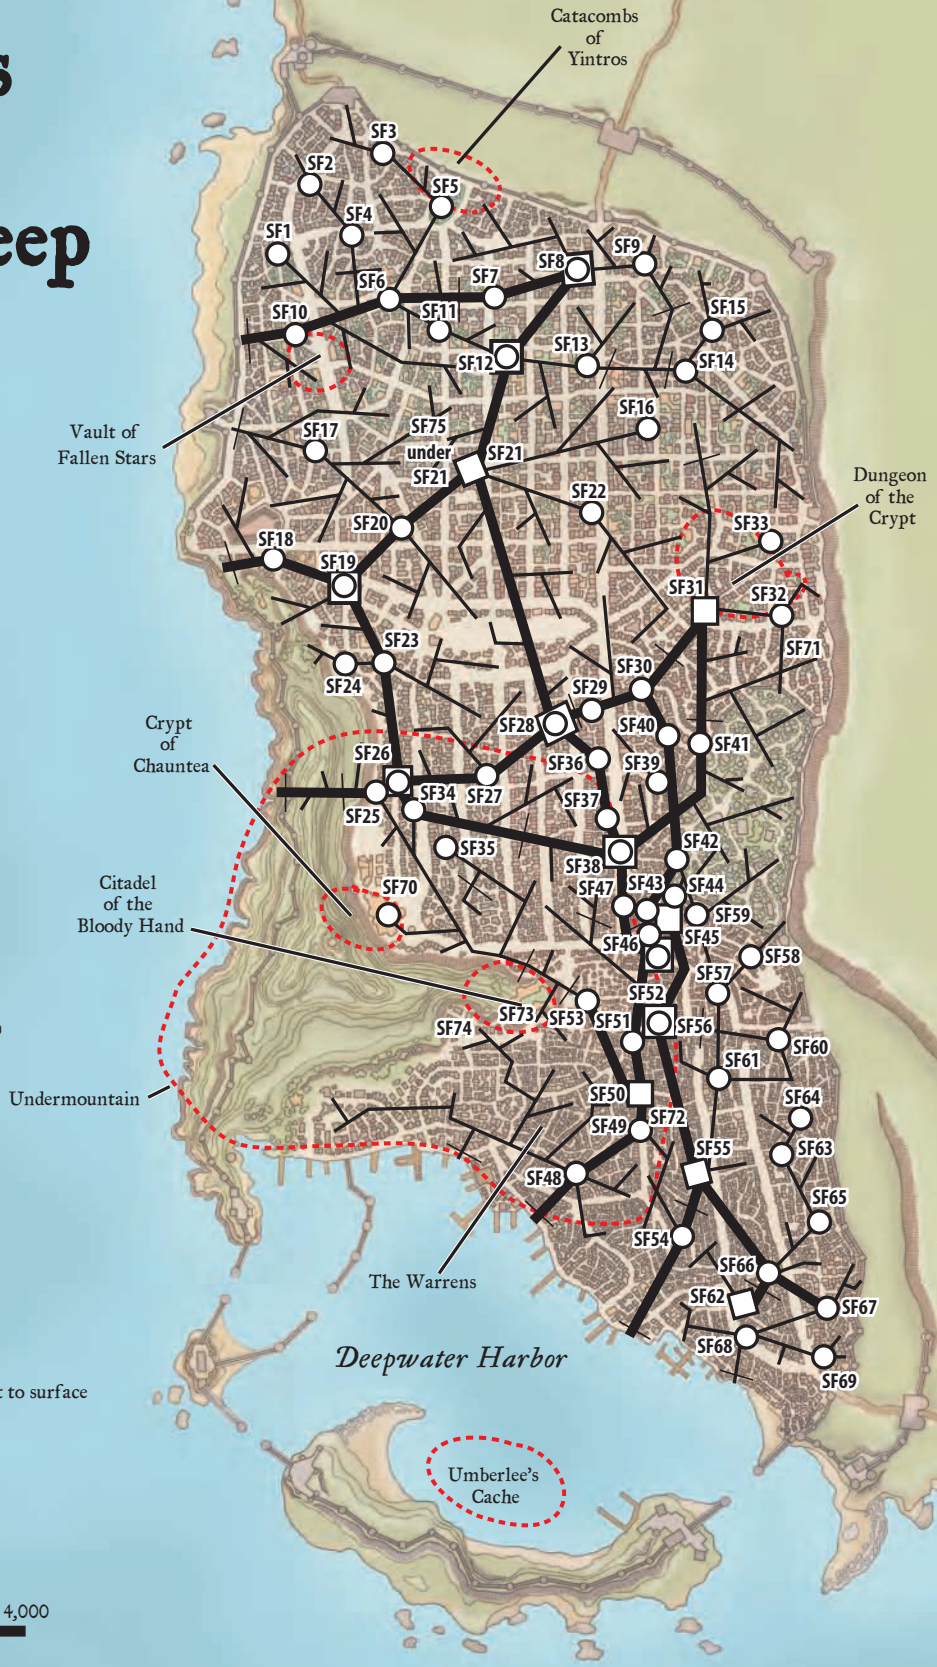 s
eep
Catacombs
of
Yintros
SF3
SF2
SF5
SF4
SF1
SF9
SF8
SF6
SF7
SF10
SF11
SF15
SF13
SF12
SF14
SF16
Vault of
Fallen Stars
SF17
SF75
under
SF21
SF21
Dungeon
of the
Crypt
SF22
SF20
SF33
SF18
SF19
SF31
SF32
SF23
SF71
SF24
SF30
SF29
Crypt
of
Chauntea
SF28
SF40
SF26
SF36
SF39
SF41
SF34
SF27
SF25
SF37
SF35
SF42
SF38
Citadel
of the
Bloody Hand
SF70
SF47
SF43
SF44
SF59
SF46
SF45
SF58
SF57
SF52
SF73
SF53
SF51
SF56
SF74
SF60
SF61
Undermountain
SF50
SF64
SF49
SF72
SF63
SF55
SF48
SF65
SF54
SF66
The Warrens
SF62
SF67
SF68
Deepwater Harbor
SF69
t to surface
Umberlee's
Cache
4,000